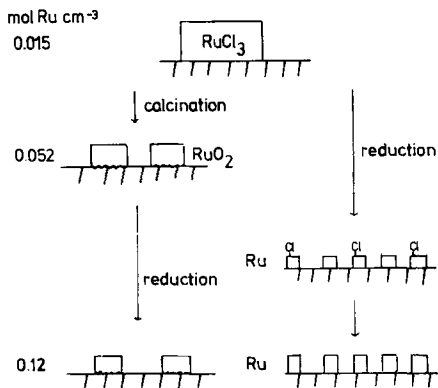 mol Ru cm⁻³
0.015
RuCl₃
calcination
0.052
RuO₂
reduction
Cl Cl Cl
Ru
reduction
0.12
Ru